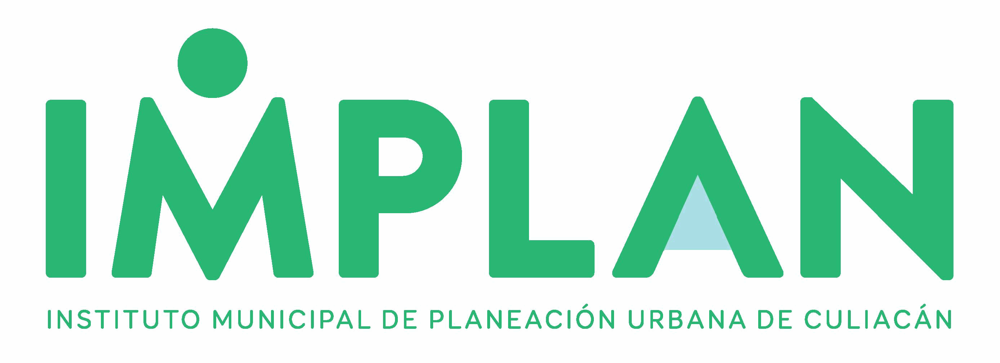 IMPLAN
INSTITUTO MUNICIPAL DE PLANEACIÓN URBANA DE CULIACÁN